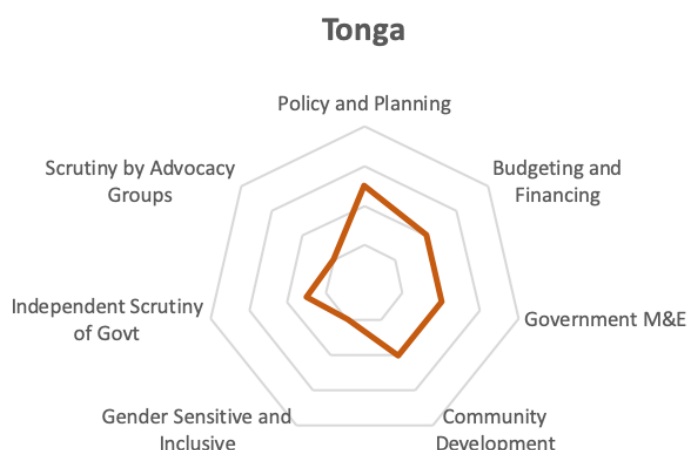 Tonga
Policy and Planning
Budgeting and
Financing
Government M&E
Community
Development
Gender Sensitive and
Inclusive
Independent Scrutiny
of Govt
Scrutiny by Advocacy
Groups